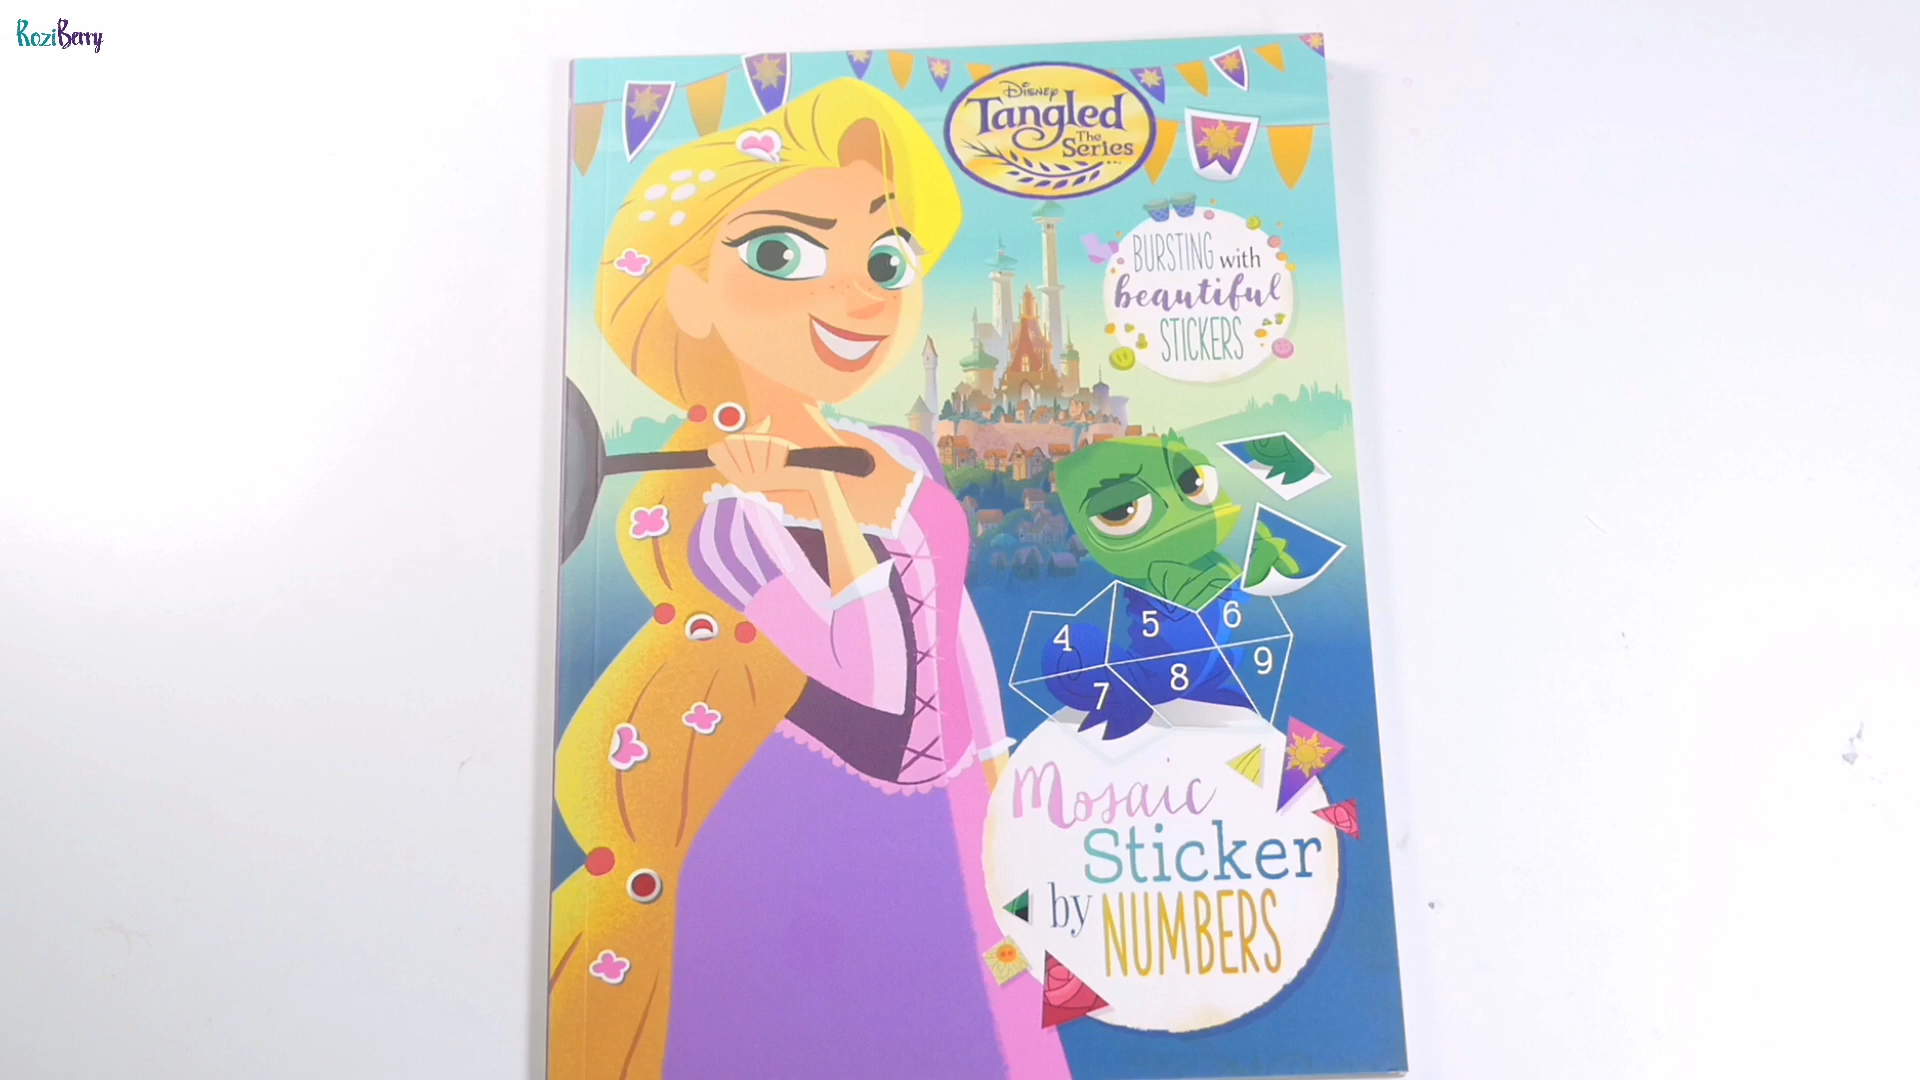 RoziBerry
Disney
Tangled
The
Series
BURSTING with
beautiful
STICKERS
4
5
6
7
8
9
Mosaic
Sticker
by NUMBERS